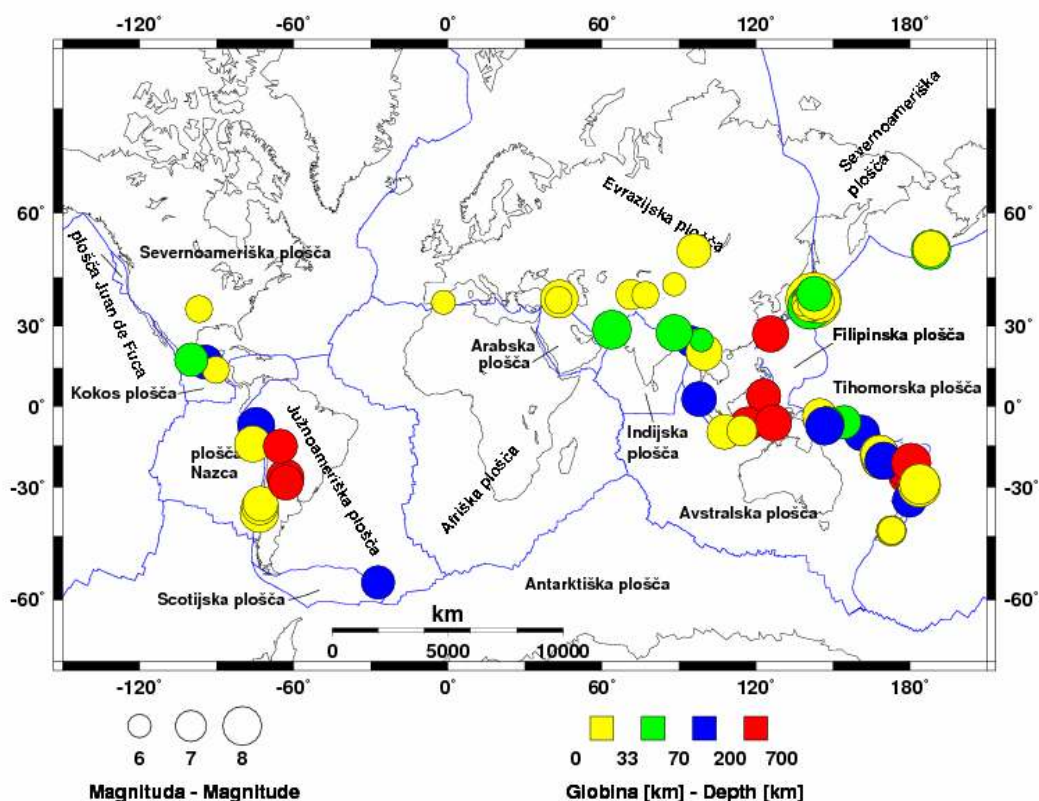 -120° -60° 0 60 120 180°
Severnoameriška
plošča
Evrazijska plošča
60° 60°
plošča Juan de Fuca
Severnoameriška plošča
30° 30°
Arabska
plošča
Filipinska plošča
Kokos plošča
Tihomorska plošča
0° 0°
Južnoameriška plošča
plošča
Nazca
Indijska
plošča
Afriška plošča
-30° -30°
Avstralska plošča
Antarktiška plošča
Scotijska plošča
-60° -60°
km
0 5000 10000
-120° -60° 0 60 120 180°
6 7 8
0 33 70 200 700
Magnituda - Magnitude
Globina [km] - Depth [km]